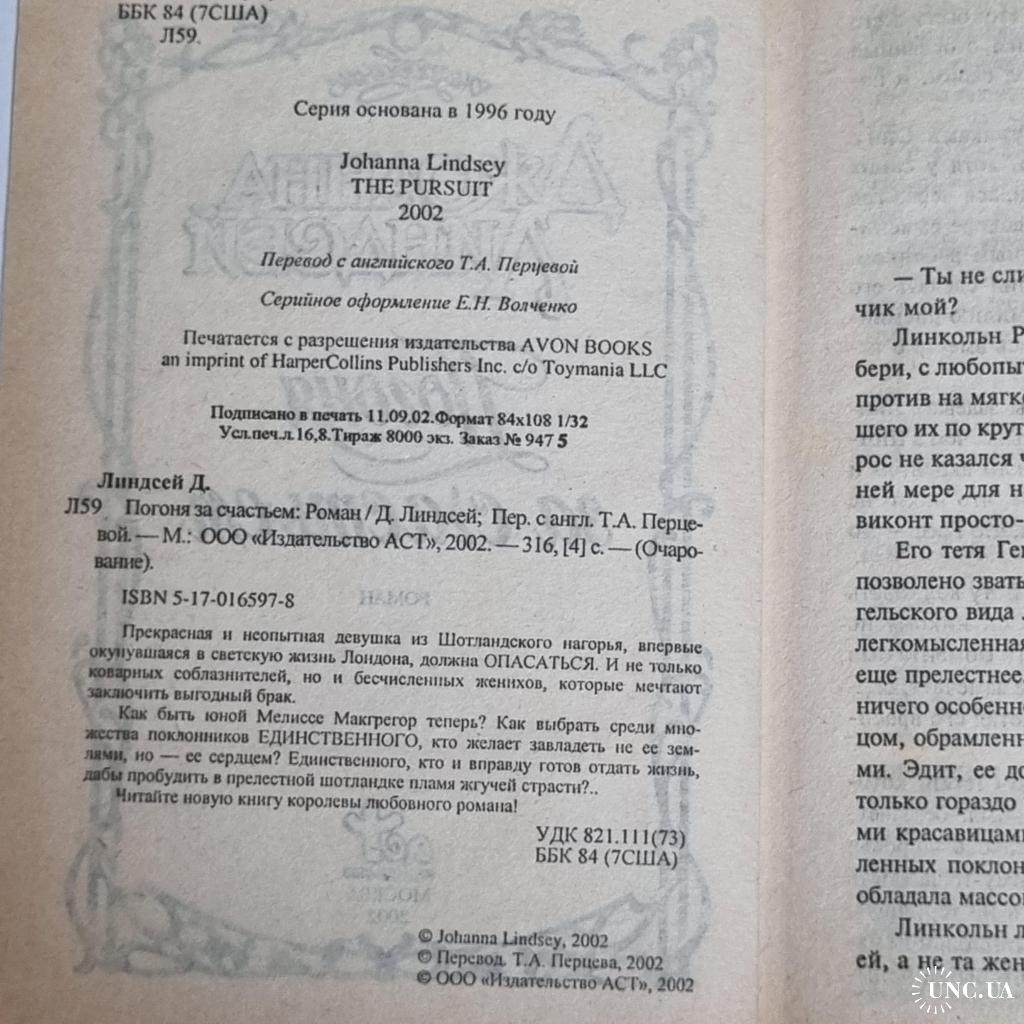 ББК 84 (7США)
Л59.
Серия основана в 1996 году
Johanna Lindsey
THE PURSUIT
2002
Перевод с английского Т.А. Перцевой
Серийное оформление Е.Н. Волченко
Печатается с разрешения издательства AVON BOOKS
an imprint of HarperCollins Publishers Inc. c/o Toymania LLC
Подписано в печать 11.09.02.Формат 84х108 1/32
Усл.печ.л.16,8.Тираж 8000 экз. Заказ № 947 5
Линдсей Д.
Л59 Погоня за счастьем: Роман / Д. Линдсей; Пер. с англ. Т.А. Перце-
вой. — М.: ООО «Издательство АСТ», 2002. — 316, [4] с. — (Очаро-
вание).
ISBN 5-17-016597-8
Прекрасная и неопытная девушка из Шотландского нагорья, впервые
окунувшаяся в светскую жизнь Лондона, должна ОПАСАТЬСЯ. И не только
коварных соблазнителей, но и бесчисленных женихов, которые мечтают
заключить выгодный брак.
Как быть юной Мелиссе Макгрегор теперь? Как выбрать среди мно-
жества поклонников ЕДИНСТВЕННОГО, кто желает завладеть не ее зем-
лями, но — ее сердцем? Единственного, кто и вправду готов отдать жизнь,
дабы пробудить в прелестной шотландке пламя жгучей страсти?..
Читайте новую книгу королевы любовного романа!
УДК 821.111(73)
ББК 84 (7США)
© Johanna Lindsey, 2002
© Перевод. Т.А. Перцева, 2002
© ООО «Издательство АСТ», 2002
— Ты не сли
чик мой?
Линкольн Р
бери, с любопы
против на мягк
шего их по крут
рос не казался ч
ней мере для н
виконт просто-
Его тетя Ген
позволено звать
гельского вида
легкомысленная
еще прелестнее.
ничего особенн
цом, обрамленн
ми. Эдит, ее до
только гораздо
ми красавицами
ленных поклон
обладала массо
Линкольн л
ей, а не та жен
UNC.UA